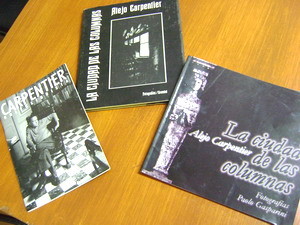 CARPENTIER
Alejo Carpentier
LA CIUDAD DE LAS COLUMNAS
La ciudad
Alejo Carpentier
de las
columnas
Fotografías
Paolo Gasparini